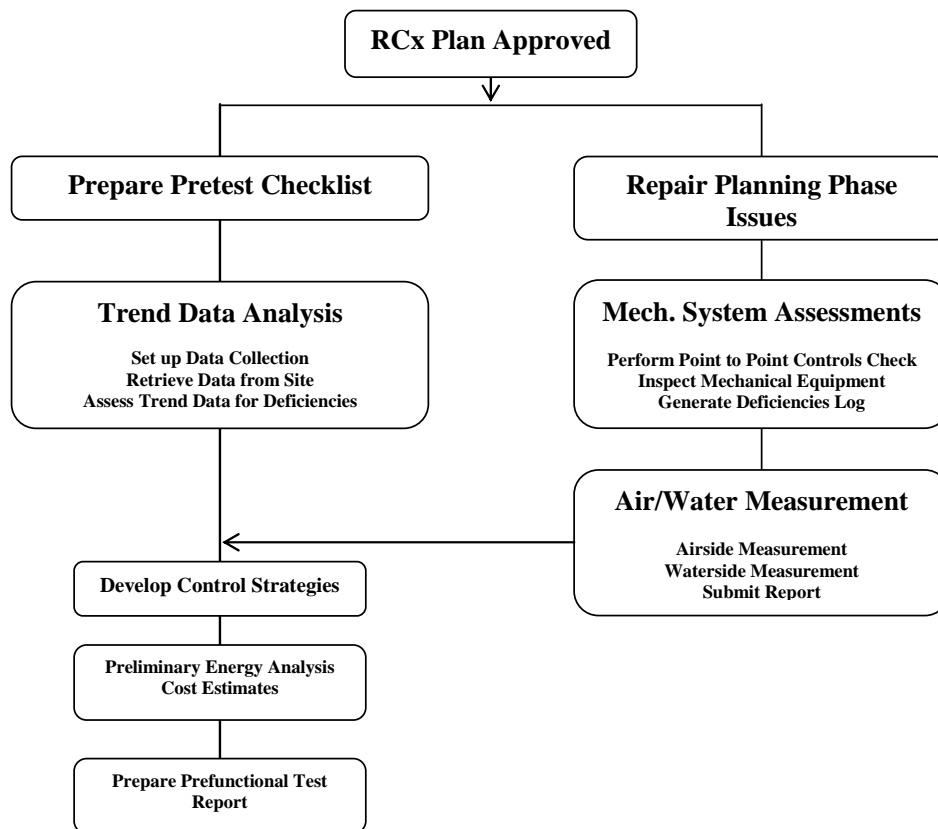 RCx Plan Approved
Prepare Pretest Checklist
Repair Planning Phase
Issues
Trend Data Analysis
Set up Data Collection
Retrieve Data from Site
Assess Trend Data for Deficiencies
Mech. System Assessments
Perform Point to Point Controls Check
Inspect Mechanical Equipment
Generate Deficiencies Log
Air/Water Measurement
Airside Measurement
Waterside Measurement
Submit Report
Develop Control Strategies
Preliminary Energy Analysis
Cost Estimates
Prepare Prefunctional Test
Report